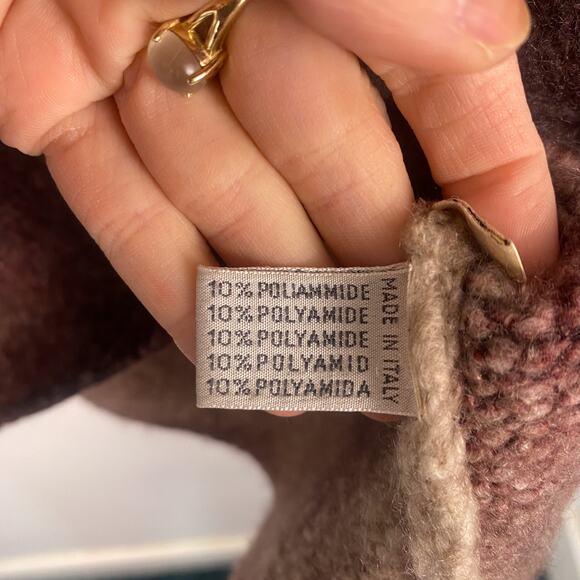 10% POLIAMMIDE
10% POLYAMIDE
10% POLYAMIDE
10% POLYAMID
10% POLYAMIDA
MADE IN ITALY